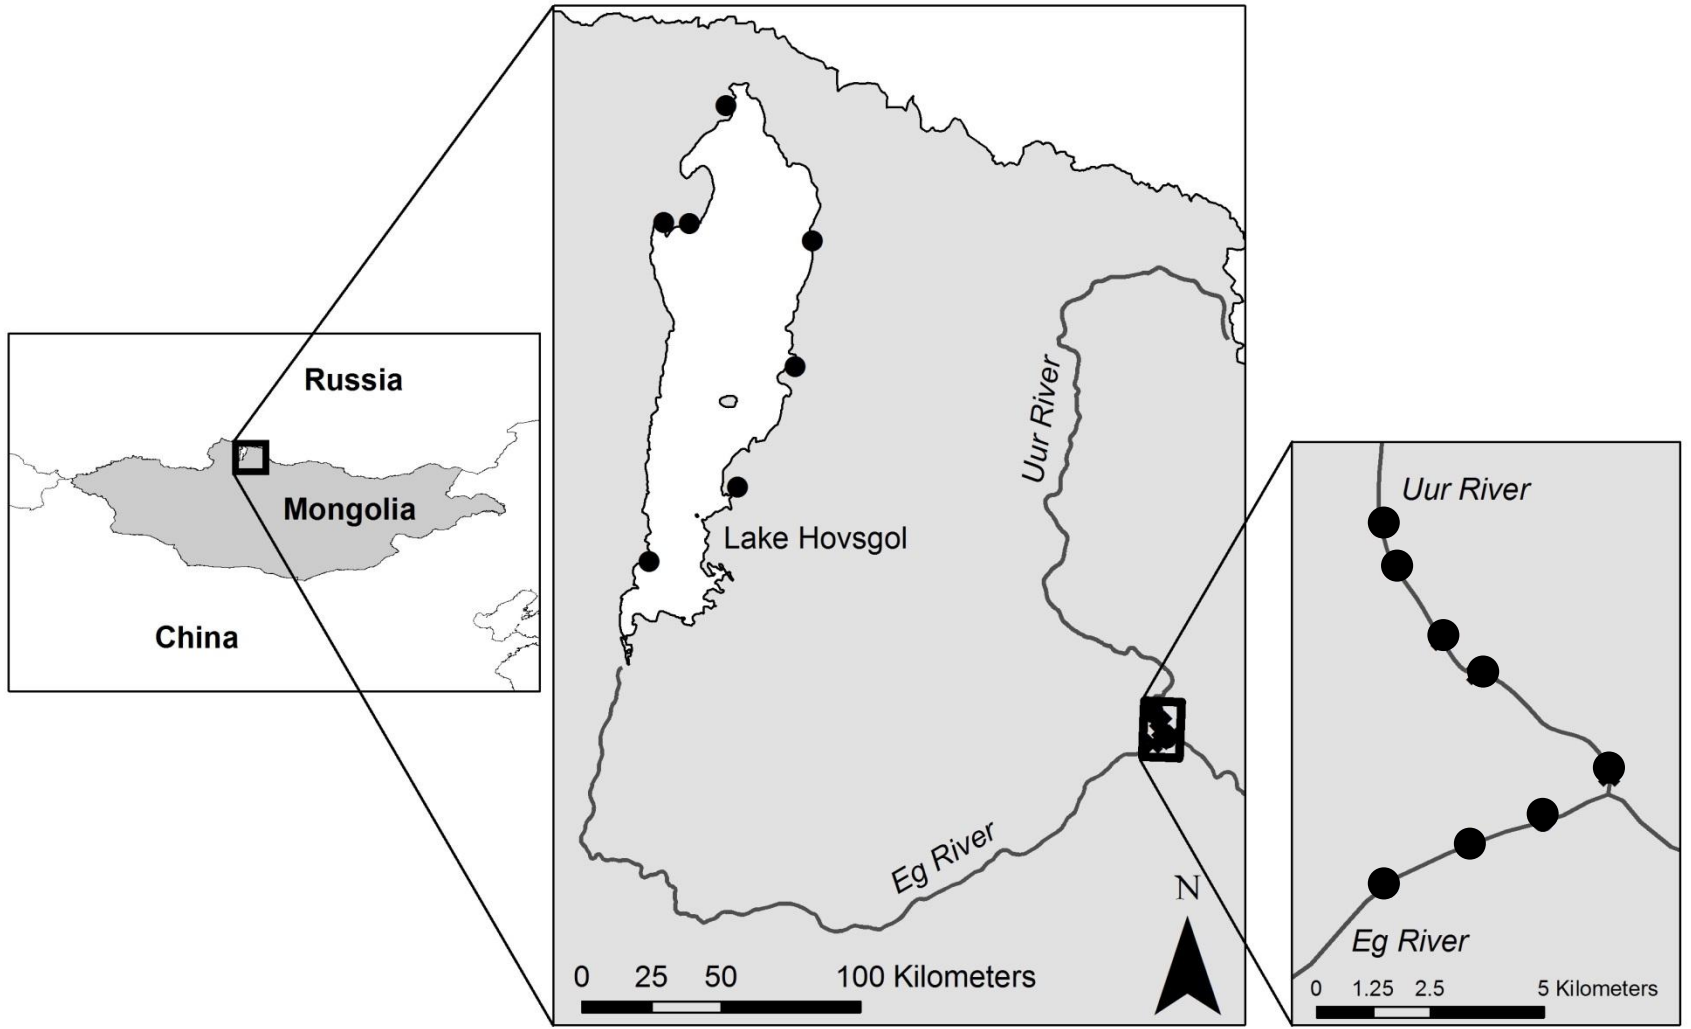 Russia
Mongolia
China
Uur River
Lake Hovsgol
Eg River
N
0 25 50 100 Kilometers
Uur River
Eg River
0 1.25 2.5 5 Kilometers